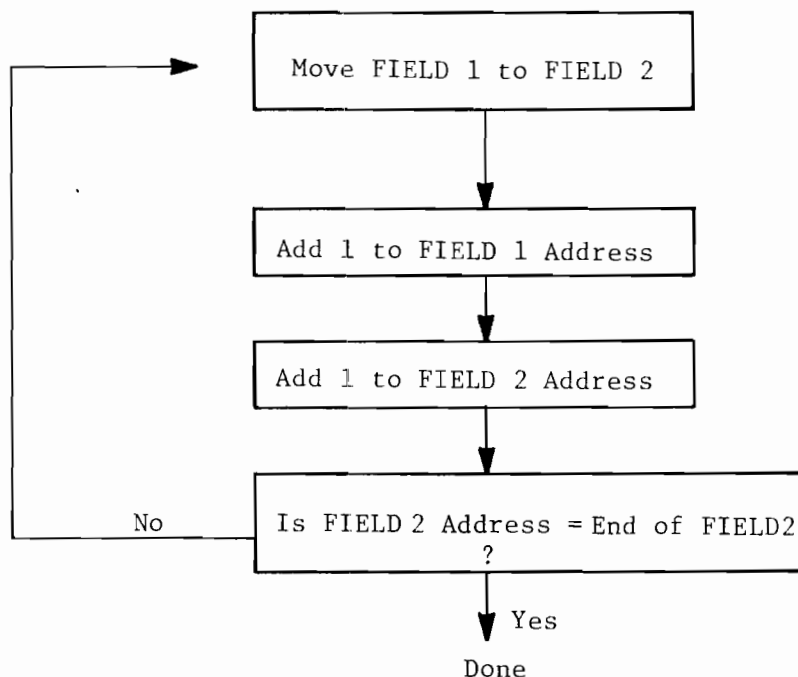 Move FIELD 1 to FIELD 2
Add 1 to FIELD 1 Address
Add 1 to FIELD 2 Address
No
Is FIELD 2 Address = End of FIELD2
?
Yes
Done